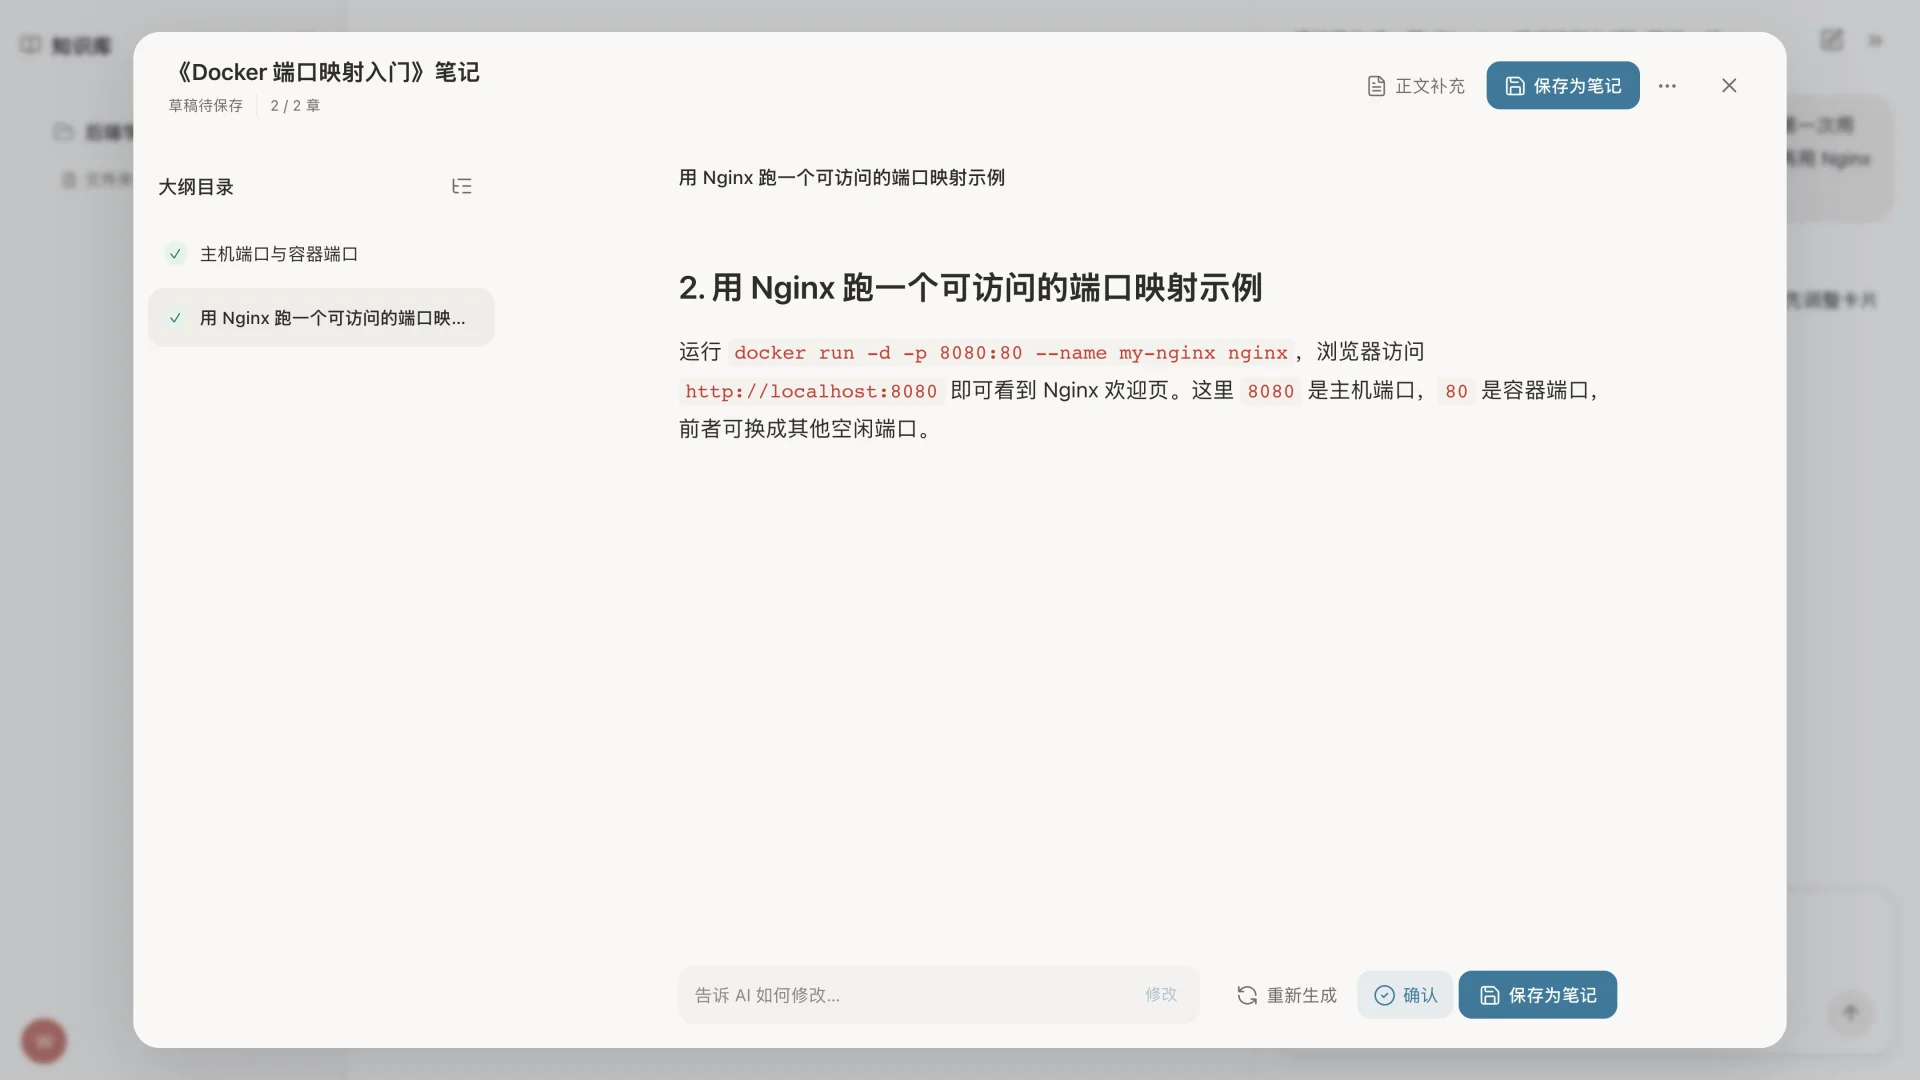 知识库
《Docker 端口映射入门》笔记
草稿待保存
2 / 2 章
正文补充
保存为笔记
大纲目录
主机端口与容器端口
用 Nginx 跑一个可访问的端口映...
用 Nginx 跑一个可访问的端口映射示例
2. 用 Nginx 跑一个可访问的端口映射示例
运行 docker run -d -p 8080:80 --name my-nginx nginx，浏览器访问
http://localhost:8080 即可看到 Nginx 欢迎页。这里 8080 是主机端口，80 是容器端口，
前者可换成其他空闲端口。
告诉 AI 如何修改...
修改
重新生成
确认
保存为笔记